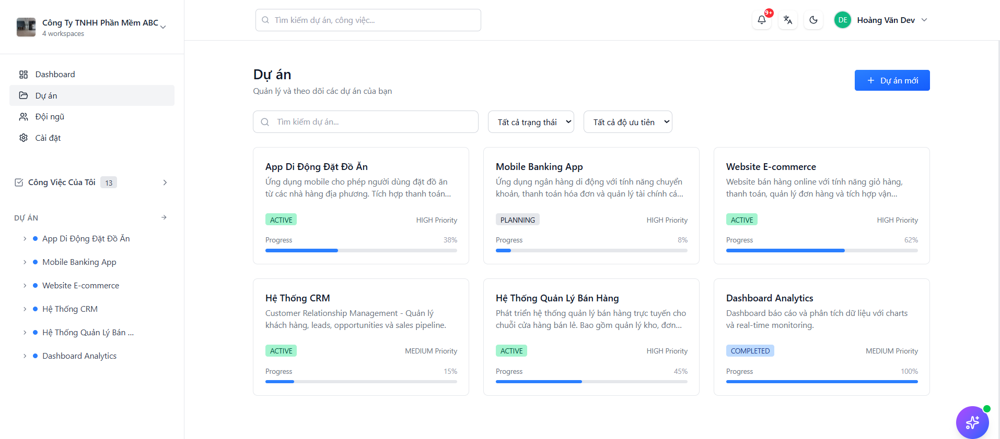 Công Ty TNHH Phần Mềm ABC
4 workspaces
Tìm kiếm dự án, công việc...
9+
DE
Hoàng Văn Dev
Dashboard
Dự án
Đội ngũ
Cài đặt
Công Việc Của Tôi 13
DỰ ÁN
App Di Động Đặt Đồ Ăn
Mobile Banking App
Website E-commerce
Hệ Thống CRM
Hệ Thống Quản Lý Bán ...
Dashboard Analytics
Dự án
Quản lý và theo dõi các dự án của bạn
Dự án mới
Tìm kiếm dự án...
Tất cả trạng thái
Tất cả độ ưu tiên
App Di Động Đặt Đồ Ăn
Ứng dụng mobile cho phép người dùng đặt đồ ăn
từ các nhà hàng địa phương. Tích hợp thanh toán...
ACTIVE
HIGH Priority
Progress
38%
Mobile Banking App
Ứng dụng ngân hàng di động với tính năng chuyển
khoản, thanh toán hóa đơn và quản lý tài chính cá...
PLANNING
HIGH Priority
Progress
8%
Website E-commerce
Website bán hàng online với tính năng giỏ hàng,
thanh toán, quản lý đơn hàng và tích hợp vận...
ACTIVE
HIGH Priority
Progress
62%
Hệ Thống CRM
Customer Relationship Management - Quản lý
khách hàng, leads, opportunities và sales pipeline.
ACTIVE
MEDIUM Priority
Progress
15%
Hệ Thống Quản Lý Bán Hàng
Phát triển hệ thống quản lý bán hàng trực tuyến cho
chuỗi cửa hàng bán lẻ. Bao gồm quản lý kho, đơn...
ACTIVE
HIGH Priority
Progress
45%
Dashboard Analytics
Dashboard báo cáo và phân tích dữ liệu với charts
và real-time monitoring.
COMPLETED
MEDIUM Priority
Progress
100%